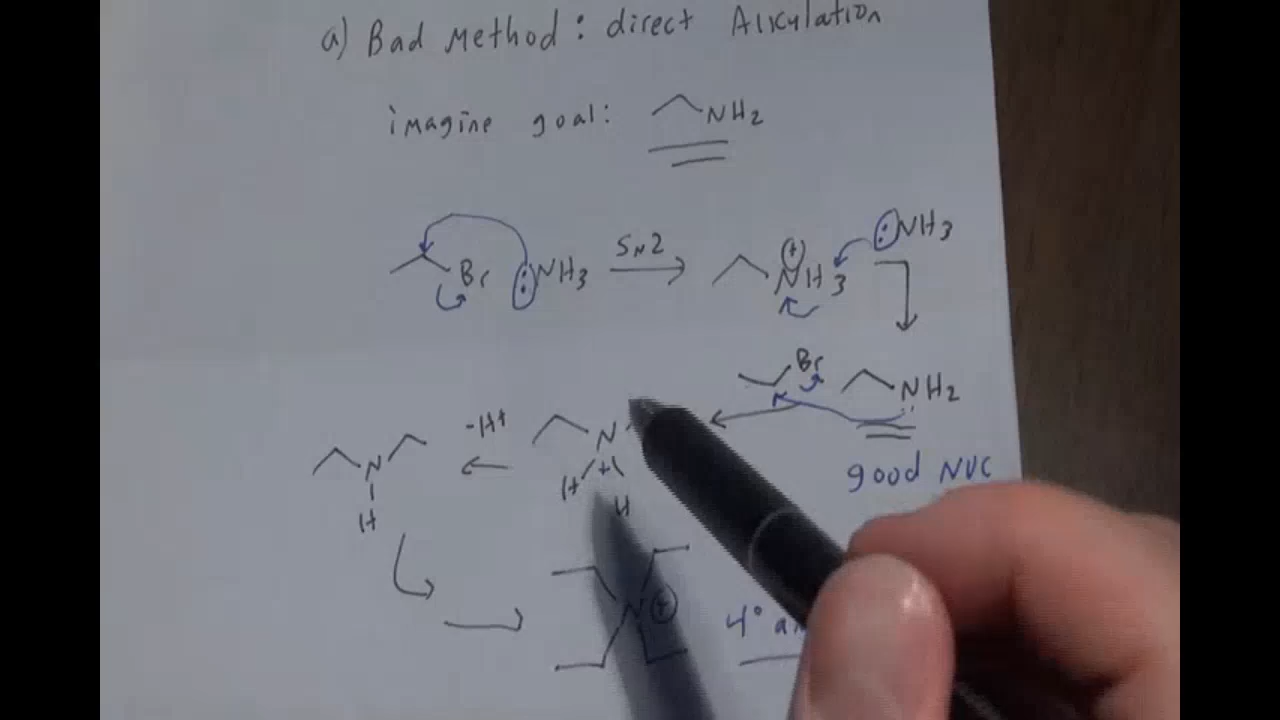 a) Bad Method: direct Alkylation
imagine goal: NH2
Br :NH3 SN2 NH3 + :NH3
Br NH2
-H+ N + H H good NUC
N H
N + 4°